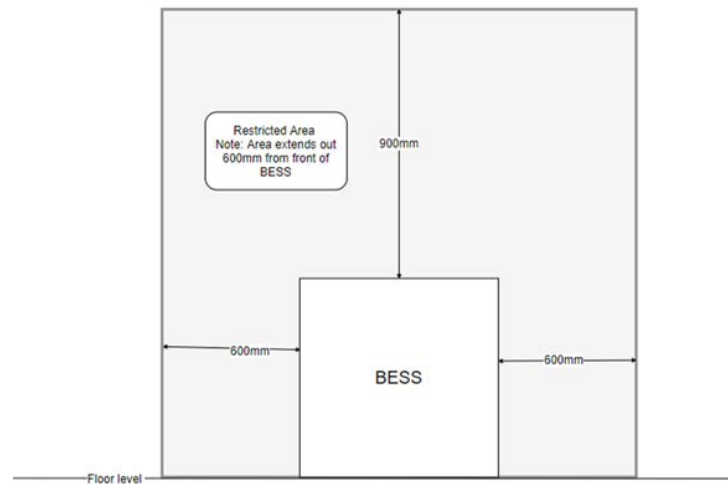 Restricted Area
Note: Area extends out
600mm from front of
BESS
900mm
600mm
600mm
BESS
Floor level